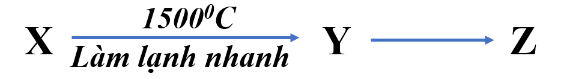 1500⁰C
X → Y → Z
Làm lạnh nhanh